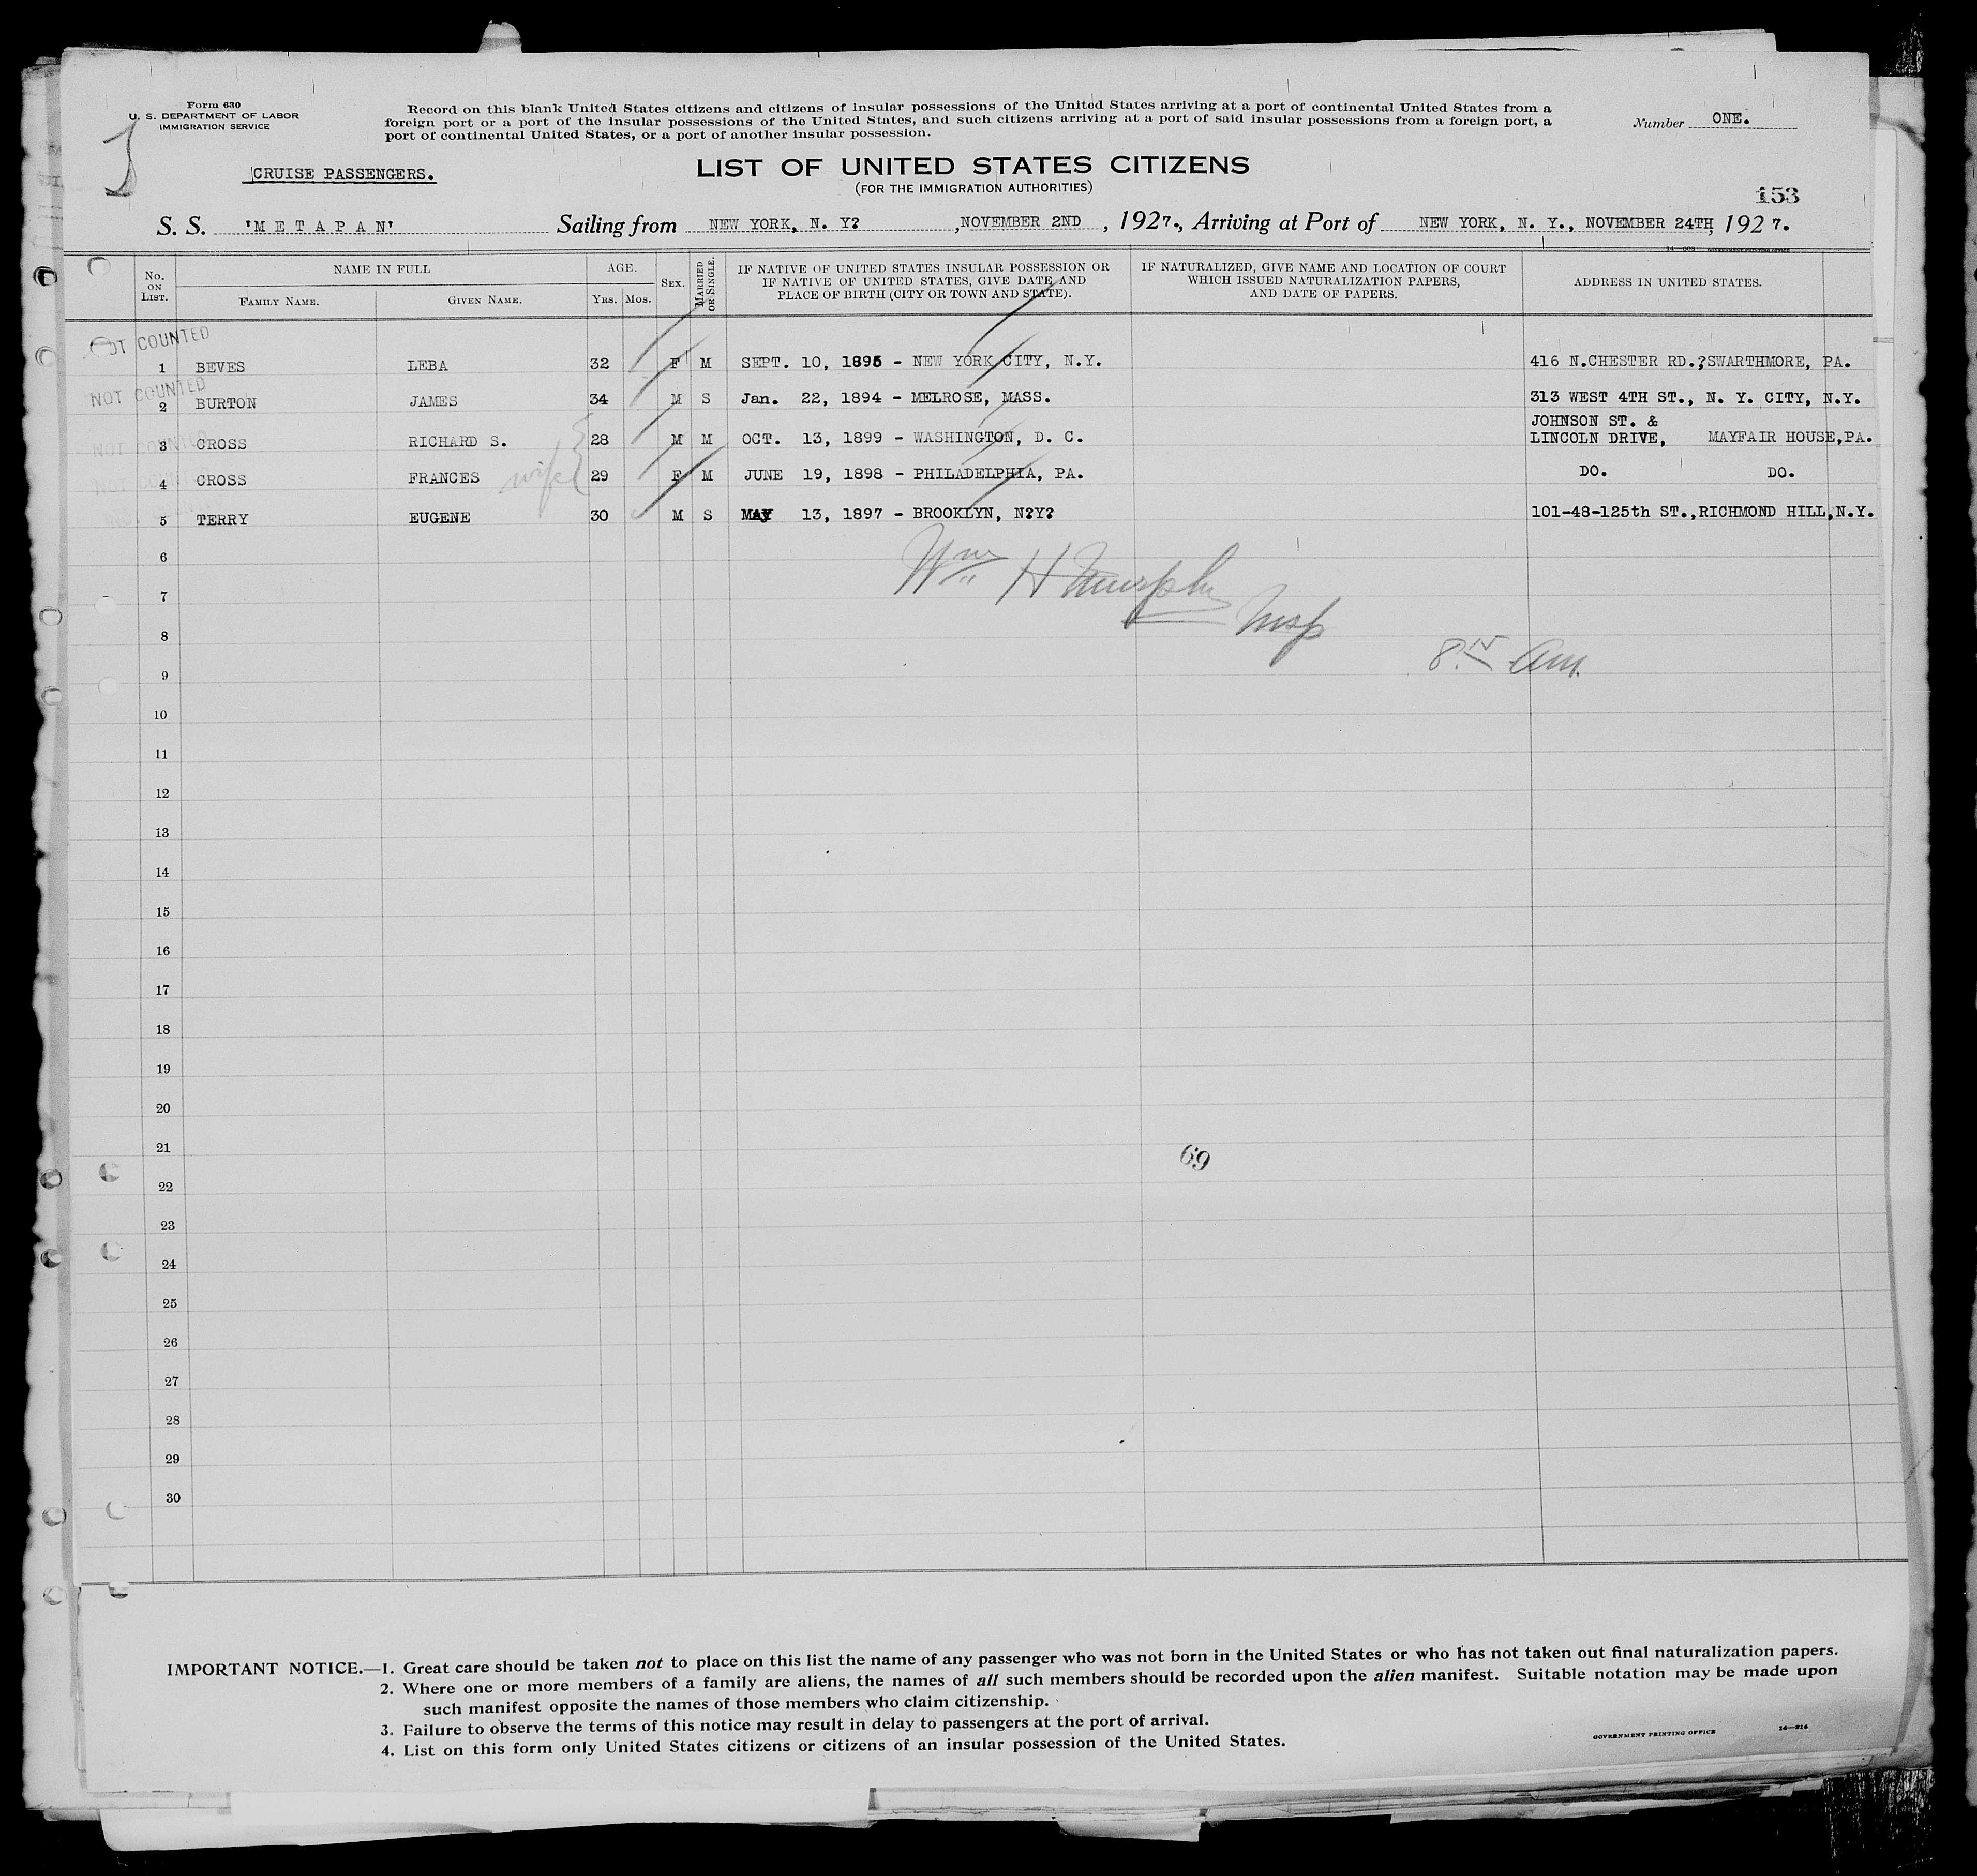 Form 630
U. S. DEPARTMENT OF LABOR
IMMIGRATION SERVICE
Record on this blank United States citizens and citizens of insular possessions of the United States arriving at a port of continental United States from a
foreign port or a port of the insular possessions of the United States, and such citizens arriving at a port of said insular possessions from a foreign port, a
port of continental United States, or a port of another insular possession.
Number ONE.
CRUISE PASSENGERS.
LIST OF UNITED STATES CITIZENS
(FOR THE IMMIGRATION AUTHORITIES)
153
S. S. 'METAPAN' Sailing from NEW YORK, N. Y? ,NOVEMBER 2ND , 1927., Arriving at Port of NEW YORK, N. Y., NOVEMBER 24TH, 1927.
No. ON LIST. NAME IN FULL AGE. SEX. MARRIED OR SINGLE. IF NATIVE OF UNITED STATES INSULAR POSSESSION OR IF NATIVE OF UNITED STATES, GIVE DATE AND PLACE OF BIRTH (CITY OR TOWN AND STATE). IF NATURALIZED, GIVE NAME AND LOCATION OF COURT WHICH ISSUED NATURALIZATION PAPERS, AND DATE OF PAPERS. ADDRESS IN UNITED STATES.
FAMILY NAME. GIVEN NAME. YRS. MOS.
NOT COUNTED
1 BEVES LEBA 32 F M SEPT. 10, 1895 - NEW YORK CITY, N.Y. 416 N.CHESTER RD.?SWARTHMORE, PA.
NOT COUNTED
2 BURTON JAMES 34 M S Jan. 22, 1894 - MELROSE, MASS. 313 WEST 4TH ST., N. Y. CITY, N.Y.
JOHNSON ST. &
NOT COUNTED
3 CROSS RICHARD S. 28 M M OCT. 13, 1899 - WASHINGTON, D. C. LINCOLN DRIVE, MAYFAIR HOUSE,PA.
NOT COUNTED
4 CROSS FRANCES wife 29 F M JUNE 19, 1898 - PHILADELPHIA, PA. DO. DO.
5 TERRY EUGENE 30 M S MAY 13, 1897 - BROOKLYN, N?Y? 101-48-125th ST.,RICHMOND HILL,N.Y.
6
Wm H Murphy
7
Insp
8
8 15 Am.
9
10
11
12
13
14
15
16
17
18
19
20
21
69
22
23
24
25
26
27
28
29
30
IMPORTANT NOTICE.—1. Great care should be taken not to place on this list the name of any passenger who was not born in the United States or who has not taken out final naturalization papers.
2. Where one or more members of a family are aliens, the names of all such members should be recorded upon the alien manifest. Suitable notation may be made upon
such manifest opposite the names of those members who claim citizenship.
3. Failure to observe the terms of this notice may result in delay to passengers at the port of arrival.
4. List on this form only United States citizens or citizens of an insular possession of the United States.
GOVERNMENT PRINTING OFFICE 14—816